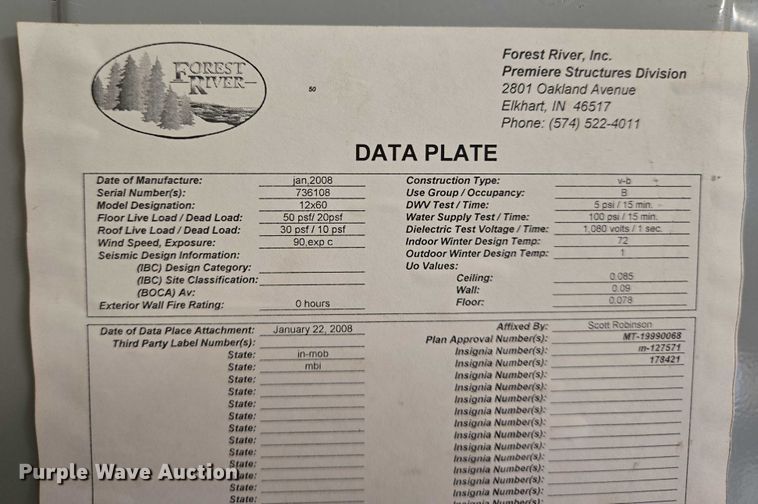 FOREST
RIVER
50
Forest River, Inc.
Premiere Structures Division
2801 Oakland Avenue
Elkhart, IN 46517
Phone: (574) 522-4011
DATA PLATE
Date of Manufacture: jan,2008
Serial Number(s): 736108
Model Designation: 12x60
Floor Live Load / Dead Load: 50 psf/ 20psf
Roof Live Load / Dead Load: 30 psf / 10 psf
Wind Speed, Exposure: 90,exp c
Seismic Design Information:
(IBC) Design Category:
(IBC) Site Classification:
(BOCA) Av:
Exterior Wall Fire Rating: 0 hours
Construction Type: v-b
Use Group / Occupancy: B
DWV Test / Time: 5 psi / 15 min.
Water Supply Test / Time: 100 psi / 15 min.
Dielectric Test Voltage / Time: 1,080 volts / 1 sec.
Indoor Winter Design Temp: 72
Outdoor Winter Design Temp: 1
Uo Values:
Ceiling: 0.085
Wall: 0.09
Floor: 0.078
Date of Data Place Attachment: January 22, 2008
Third Party Label Number(s):
State: in-mob
State: mbi
State:
State:
State:
State:
State:
State:
State:
State:
State:
State:
Affixed By: Scott Robinson
Plan Approval Number(s): MT-19990068
Insignia Number(s): m-127571
Insignia Number(s): 178421
Insignia Number(s):
Insignia Number(s):
Insignia Number(s):
Insignia Number(s):
Insignia Number(s):
Insignia Number(s):
Insignia Number(s):
Insignia Number(s):
Insignia Number(s):
Insignia Number(s):
Insignia Number(s):
Purple Wave Auction